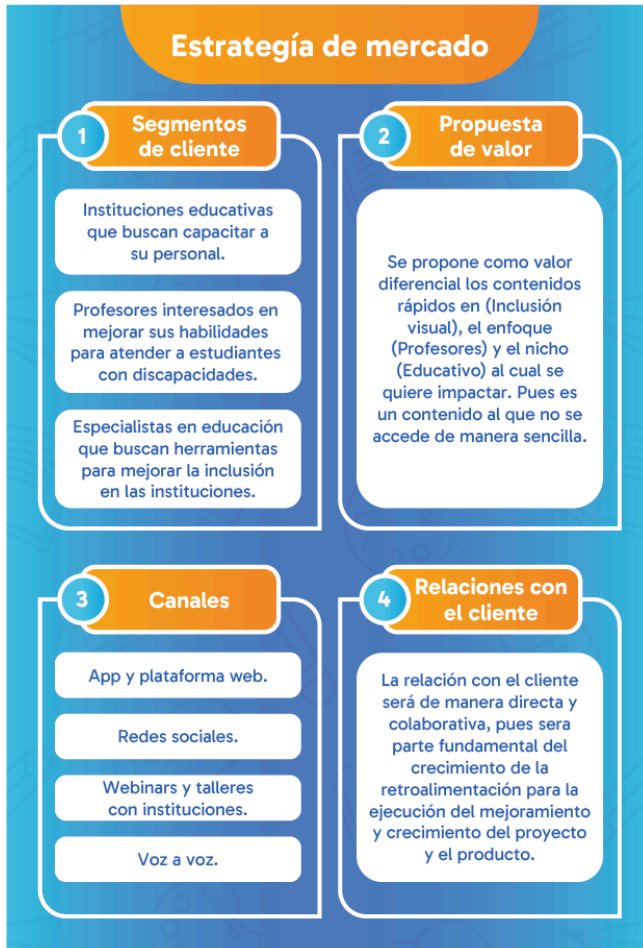 Estrategía de mercado
1
Segmentos
de cliente
Instituciones educativas
que buscan capacitar a
su personal.
Profesores interesados en
mejorar sus habilidades
para atender a estudiantes
con discapacidades.
Especialistas en educación
que buscan herramientas
para mejorar la inclusión
en las instituciones.
2
Propuesta
de valor
Se propone como valor
diferencial los contenidos
rápidos en (Inclusión
visual), el enfoque
(Profesores) y el nicho
(Educativo) al cual se
quiere impactar. Pues es
un contenido al que no se
accede de manera sencilla.
3
Canales
App y plataforma web.
Redes sociales.
Webinars y talleres
con instituciones.
Voz a voz.
4
Relaciones con
el cliente
La relación con el cliente
será de manera directa y
colaborativa, pues sera
parte fundamental del
crecimiento de la
retroalimentación para la
ejecución del mejoramiento
y crecimiento del proyecto
y el producto.